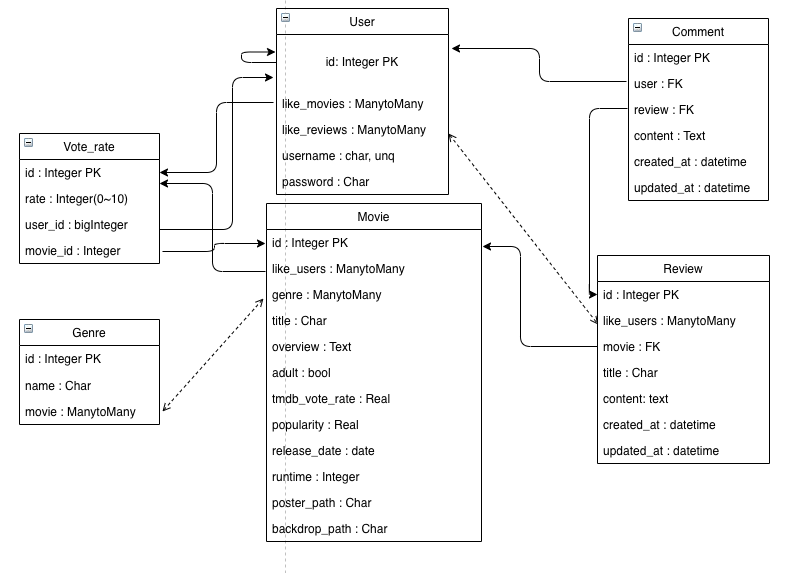 User
id: Integer PK
like_movies : ManytoMany
like_reviews : ManytoMany
username : char, unq
password : Char
Comment
id : Integer PK
user : FK
review : FK
content : Text
created_at : datetime
updated_at : datetime
Vote_rate
id : Integer PK
rate : Integer(0~10)
user_id : bigInteger
movie_id : Integer
Movie
id : Integer PK
like_users : ManytoMany
genre : ManytoMany
title : Char
overview : Text
adult : bool
tmdb_vote_rate : Real
popularity : Real
release_date : date
runtime : Integer
poster_path : Char
backdrop_path : Char
Review
id : Integer PK
like_users : ManytoMany
movie : FK
title : Char
content: text
created_at : datetime
updated_at : datetime
Genre
id : Integer PK
name : Char
movie : ManytoMany